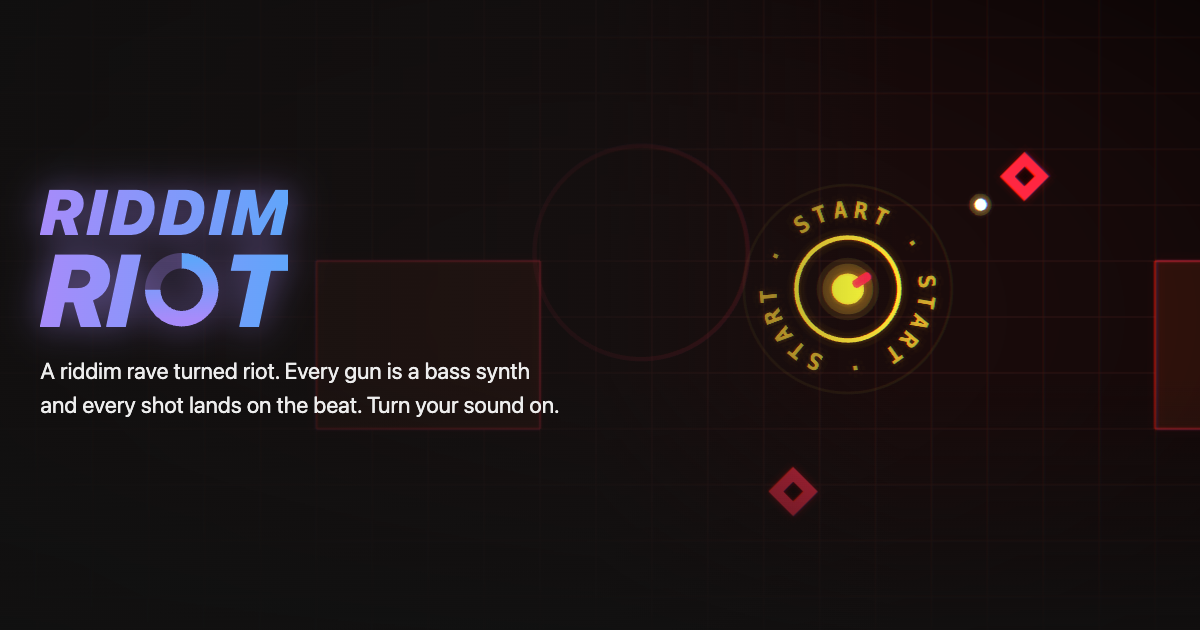 RIDDIM
RIOT
A riddim rave turned riot. Every gun is a bass synth
and every shot lands on the beat. Turn your sound on.
START · START · START ·